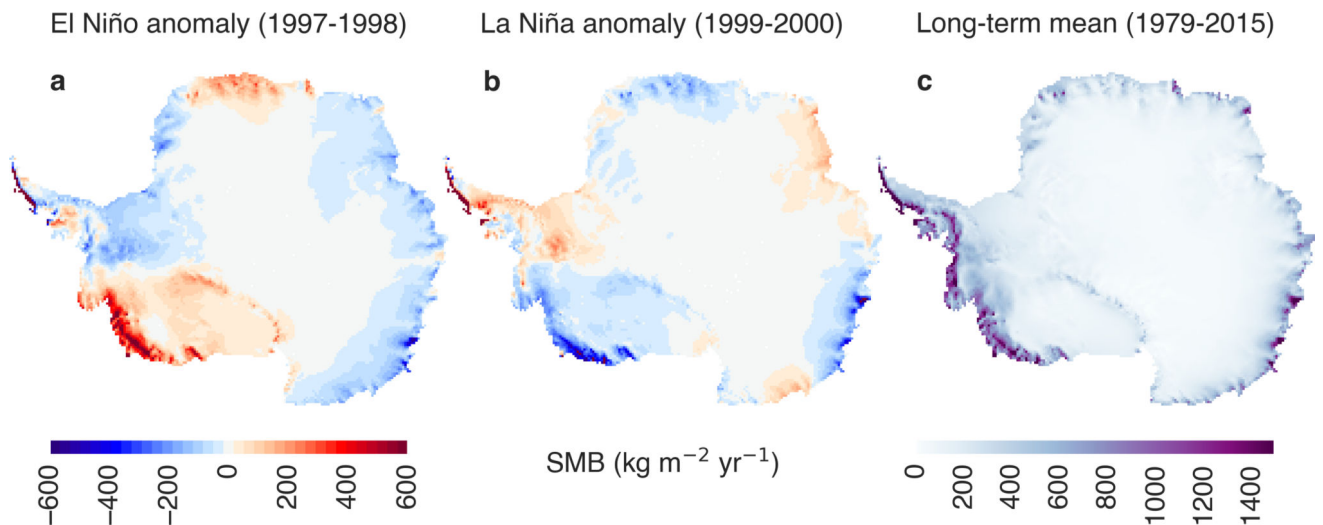 El Niño anomaly (1997-1998)
La Niña anomaly (1999-2000)
Long-term mean (1979-2015)
a
b
c
SMB (kg m⁻² yr⁻¹)
−600
−400
−200
0
200
400
600
0
200
400
600
800
1000
1200
1400